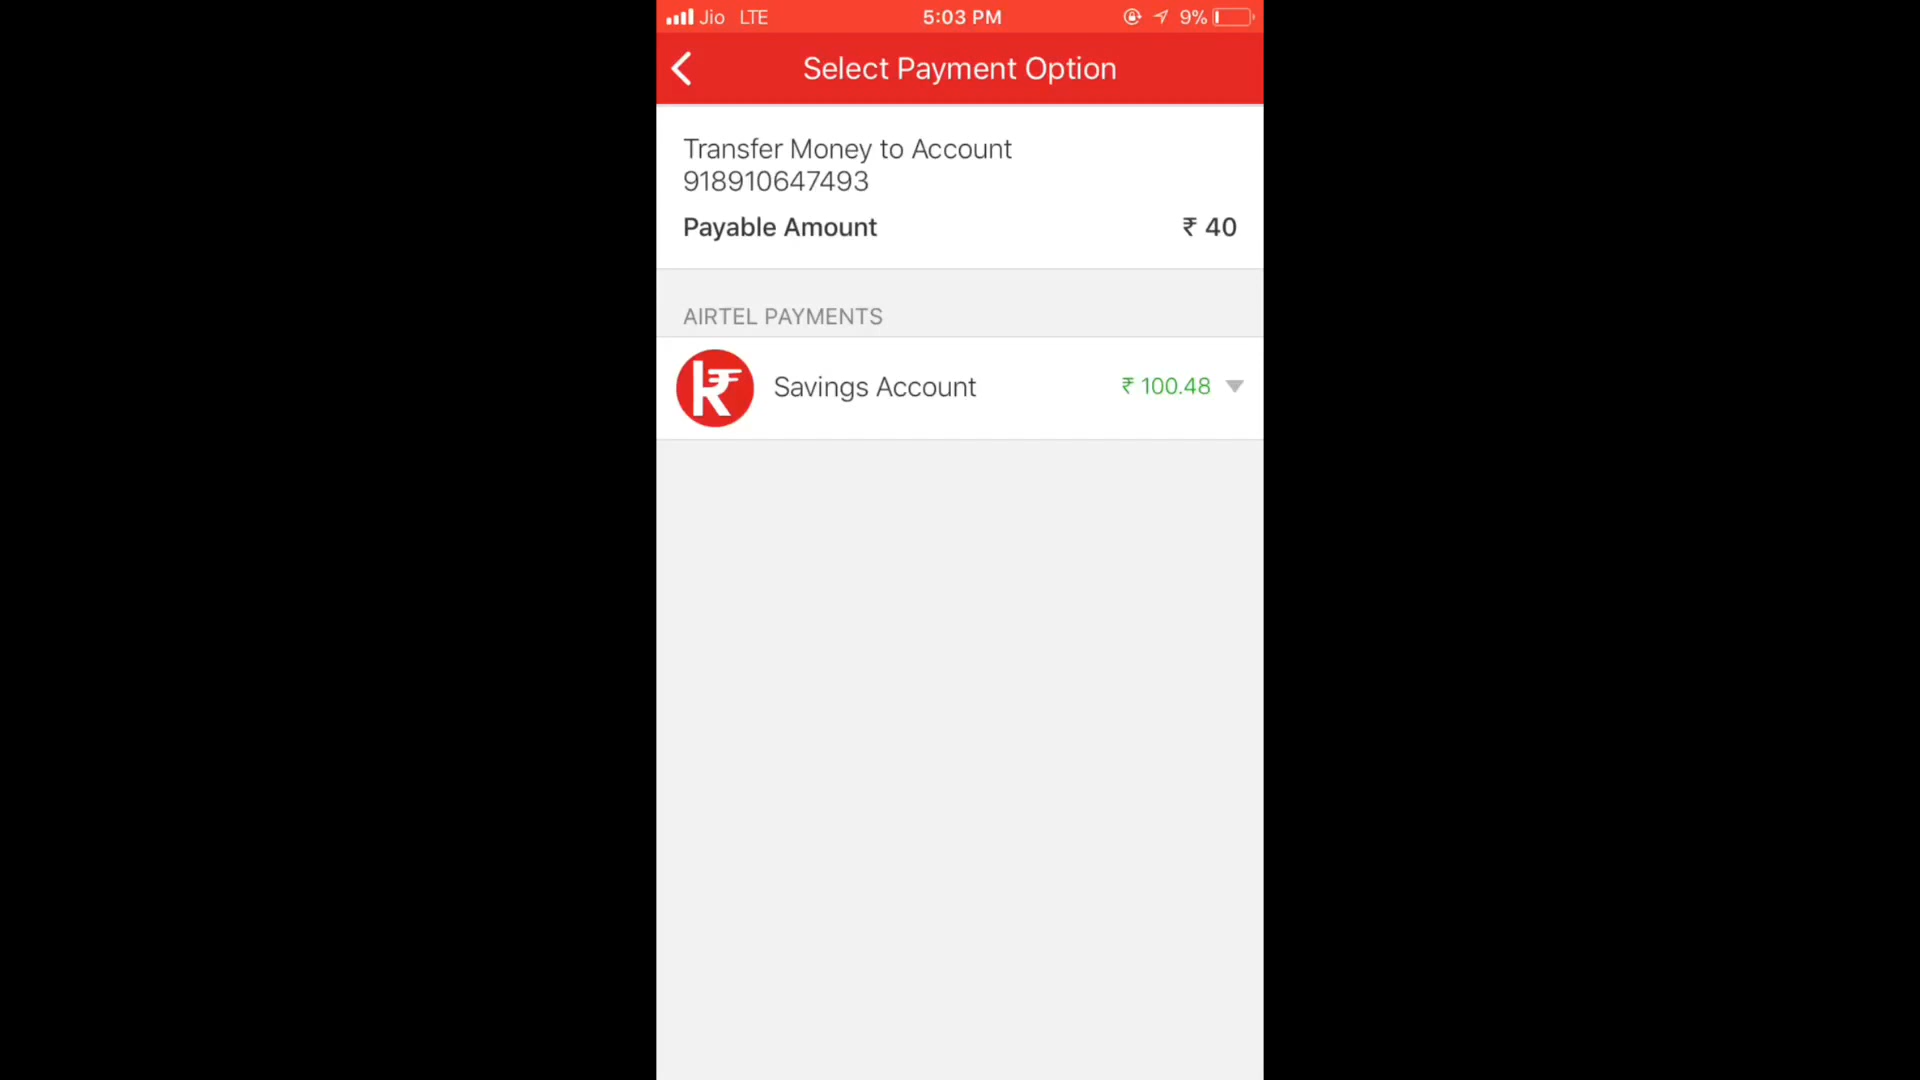 Jio LTE 5:03 PM 9%
Select Payment Option
Transfer Money to Account
918910647493
Payable Amount ₹ 40
AIRTEL PAYMENTS
Savings Account ₹ 100.48